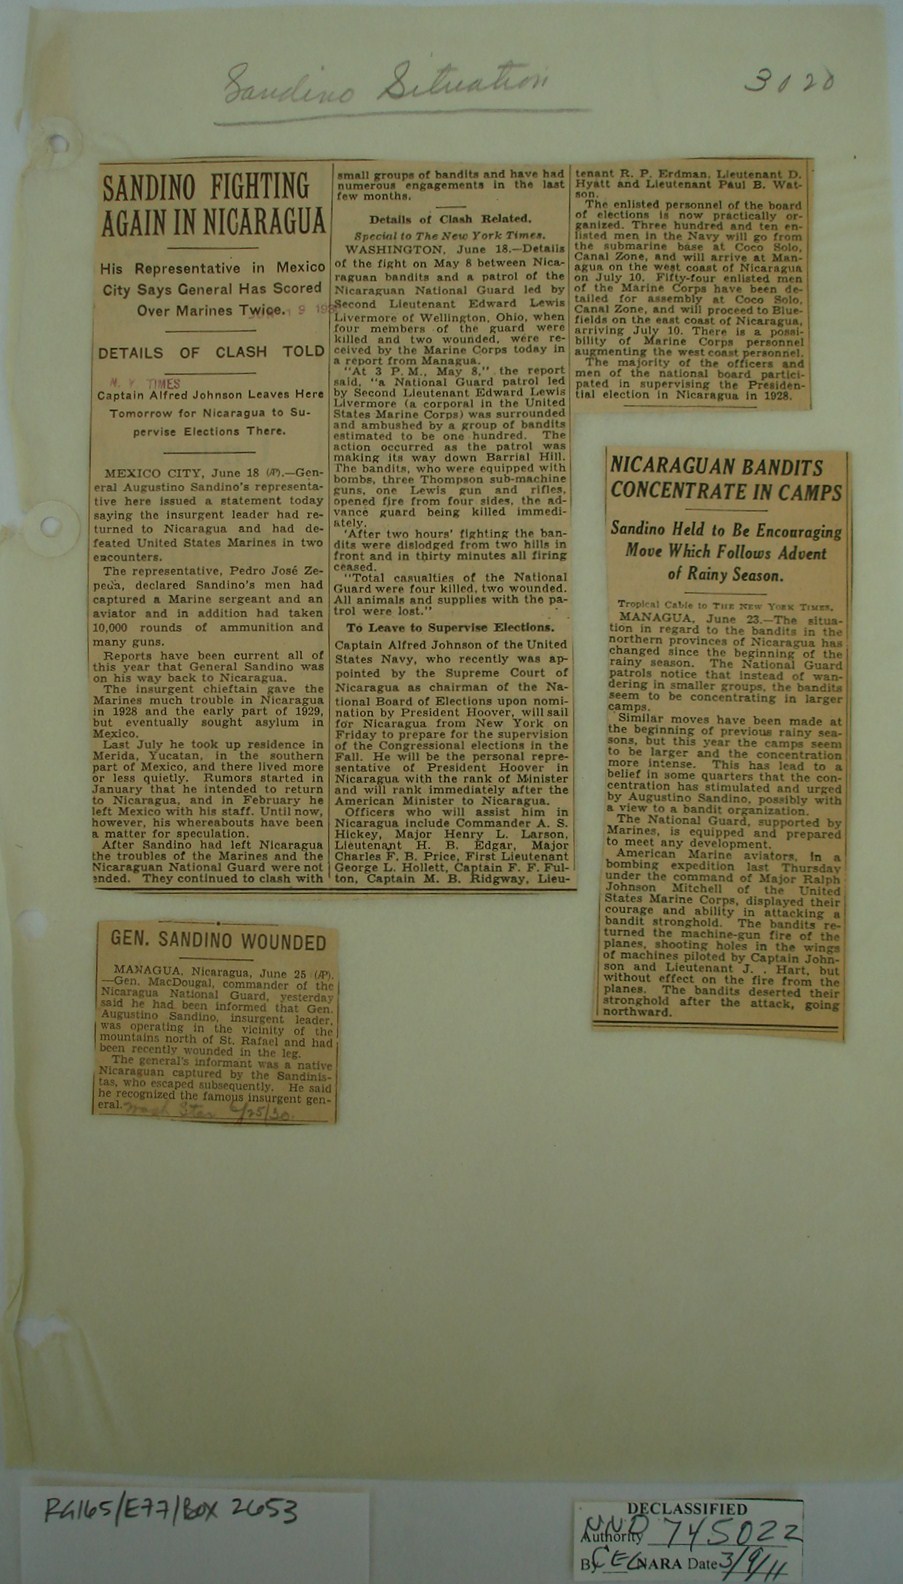 Sandino Situation
3020
SANDINO FIGHTING
AGAIN IN NICARAGUA
His Representative in Mexico
City Says General Has Scored
Over Marines Twice.
DETAILS OF CLASH TOLD
N. Y. TIMES
Captain Alfred Johnson Leaves Here
Tomorrow for Nicaragua to Su-
pervise Elections There.
MEXICO CITY, June 18 (AP).—Gen-
eral Augustino Sandino's representa-
tive here issued a statement today
saying the insurgent leader had re-
turned to Nicaragua and had de-
feated United States Marines in two
encounters.
The representative, Pedro José Ze-
peda, declared Sandino's men had
captured a Marine sergeant and an
aviator and in addition had taken
10,000 rounds of ammunition and
many guns.
Reports have been current all of
this year that General Sandino was
on his way back to Nicaragua.
The insurgent chieftain gave the
Marines much trouble in Nicaragua
in 1928 and the early part of 1929,
but eventually sought asylum in
Mexico.
Last July he took up residence in
Merida, Yucatan, in the southern
part of Mexico, and there lived more
or less quietly. Rumors started in
January that he intended to return
to Nicaragua, and in February he
left Mexico with his staff. Until now,
however, his whereabouts have been
a matter for speculation.
After Sandino had left Nicaragua
the troubles of the Marines and the
Nicaraguan National Guard were not
ended. They continued to clash with
small groups of bandits and have had
numerous engagements in the last
few months.
Details of Clash Related.
Special to The New York Times.
WASHINGTON, June 18.—Details
of the fight on May 8 between Nica-
raguan bandits and a patrol of the
Nicaraguan National Guard led by
Second Lieutenant Edward Lewis
Livermore of Wellington, Ohio, when
four members of the guard were
killed and two wounded, were re-
ceived by the Marine Corps today in
a report from Managua.
"At 3 P. M., May 8," the report
said, "a National Guard patrol led
by Second Lieutenant Edward Lewis
Livermore (a corporal in the United
States Marine Corps) was surrounded
and ambushed by a group of bandits
estimated to be one hundred. The
action occurred as the patrol was
making its way down Barrial Hill.
The bandits, who were equipped with
bombs, three Thompson sub-machine
guns, one Lewis gun and rifles,
opened fire from four sides, the ad-
vance guard being killed immedi-
ately.
'After two hours' fighting the ban-
dits were dislodged from two hills in
front and in thirty minutes all firing
ceased.
"Total casualties of the National
Guard were four killed, two wounded.
All animals and supplies with the pa-
trol were lost."
To Leave to Supervise Elections.
Captain Alfred Johnson of the United
States Navy, who recently was ap-
pointed by the Supreme Court of
Nicaragua as chairman of the Na-
tional Board of Elections upon nomi-
nation by President Hoover, will sail
for Nicaragua from New York on
Friday to prepare for the supervision
of the Congressional elections in the
Fall. He will be the personal repre-
sentative of President Hoover in
Nicaragua with the rank of Minister
and will rank immediately after the
American Minister to Nicaragua.
Officers who will assist him in
Nicaragua include Commander A. S.
Hickey, Major Henry L. Larson,
Lieutenant H. B. Edgar, Major
Charles F. B. Price, First Lieutenant
George L. Hollett, Captain F. F. Ful-
ton, Captain M. B. Ridgway, Lieu-
tenant R. P. Erdman, Lieutenant D.
Hyatt and Lieutenant Paul B. Wat-
son.
The enlisted personnel of the board
of elections is now practically or-
ganized. Three hundred and ten en-
listed men in the Navy will go from
the submarine base at Coco Solo,
Canal Zone, and will arrive at Man-
agua on the west coast of Nicaragua
on July 10. Fifty-four enlisted men
of the Marine Corps have been de-
tailed for assembly at Coco Solo,
Canal Zone, and will proceed to Blue-
fields on the east coast of Nicaragua,
arriving July 10. There is a possi-
bility of Marine Corps personnel
augmenting the west coast personnel.
The majority of the officers and
men of the national board partici-
pated in supervising the Presiden-
tial election in Nicaragua in 1928.
NICARAGUAN BANDITS
CONCENTRATE IN CAMPS
Sandino Held to Be Encouraging
Move Which Follows Advent
of Rainy Season.
Tropical Cable to THE NEW YORK TIMES.
MANAGUA, June 23.—The situa-
tion in regard to the bandits in the
northern provinces of Nicaragua has
changed since the beginning of the
rainy season. The National Guard
patrols notice that instead of wan-
dering in smaller groups, the bandits
seem to be concentrating in larger
camps.
Similar moves have been made at
the beginning of previous rainy sea-
sons, but this year the camps seem
to be larger and the concentration
more intense. This has lead to a
belief in some quarters that the con-
centration has stimulated and urged
by Augustino Sandino, possibly with
a view to a bandit organization.
The National Guard, supported by
Marines, is equipped and prepared
to meet any development.
American Marine aviators, in a
bombing expedition last Thursday
under the command of Major Ralph
Johnson Mitchell of the United
States Marine Corps, displayed their
courage and ability in attacking a
bandit stronghold. The bandits re-
turned the machine-gun fire of the
planes, shooting holes in the wings
of machines piloted by Captain John-
son and Lieutenant J. . Hart, but
without effect on the fire from the
planes. The bandits deserted their
stronghold after the attack, going
northward.
GEN. SANDINO WOUNDED
MANAGUA, Nicaragua, June 25 (AP).
—Gen. MacDougal, commander of the
Nicaragua National Guard, yesterday
said he had been informed that Gen.
Augustino Sandino, insurgent leader,
was operating in the vicinity of the
mountains north of St. Rafael and had
been recently wounded in the leg.
The general's informant was a native
Nicaraguan captured by the Sandinis-
tas, who escaped subsequently. He said
he recognized the famous insurgent gen-
eral. Wash Star 6/25/30.
RG165/E77/Box 2653
DECLASSIFIED
Authority NND 745022
By CEC NARA Date 3/9/11